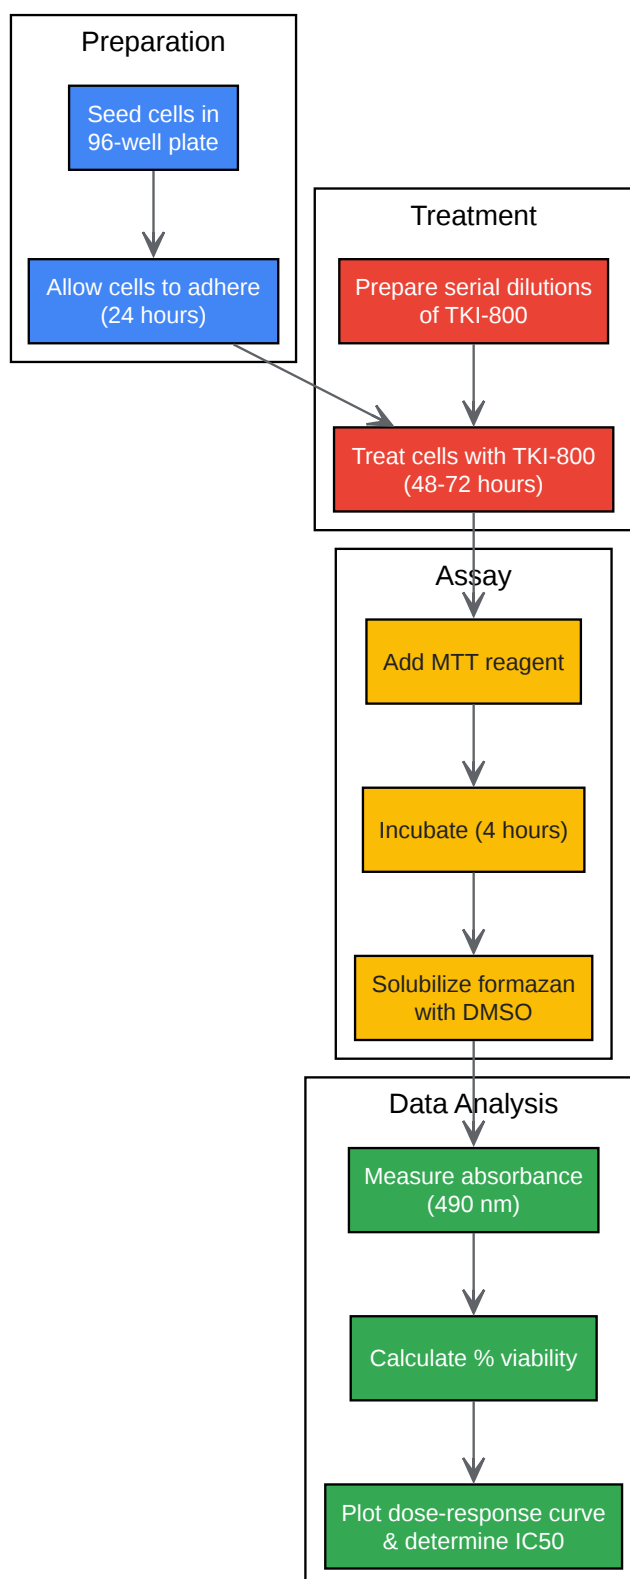 Preparation
Seed cells in
96-well plate
Allow cells to adhere
(24 hours)
Treatment
Prepare serial dilutions
of TKI-800
Treat cells with TKI-800
(48-72 hours)
Assay
Add MTT reagent
Incubate (4 hours)
Solubilize formazan
with DMSO
Data Analysis
Measure absorbance
(490 nm)
Calculate % viability
Plot dose-response curve
& determine IC50